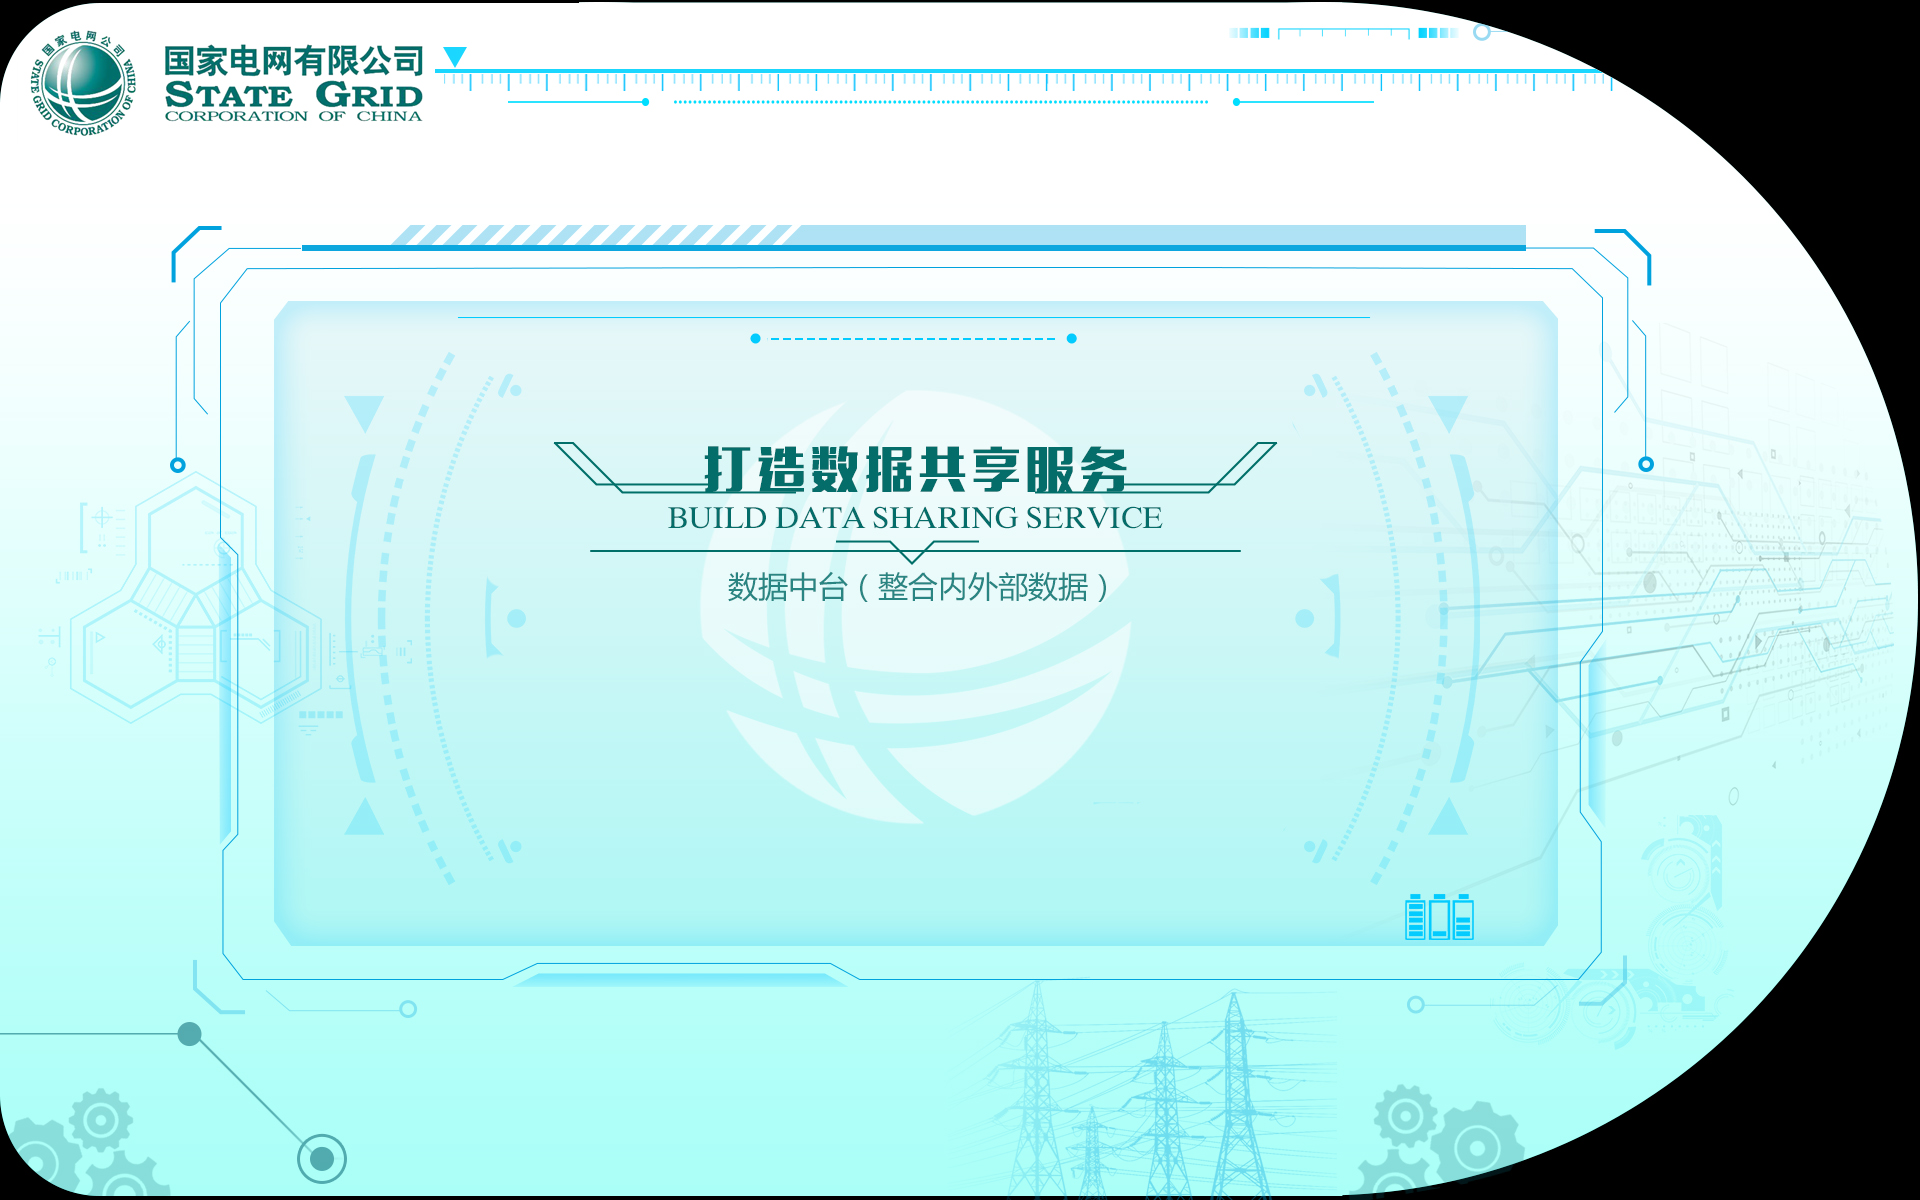 国家电网公司
STATE GRID CORPORATION OF CHINA
国家电网有限公司
STATE GRID
CORPORATION OF CHINA
打造数据共享服务
BUILD DATA SHARING SERVICE
数据中台（整合内外部数据）